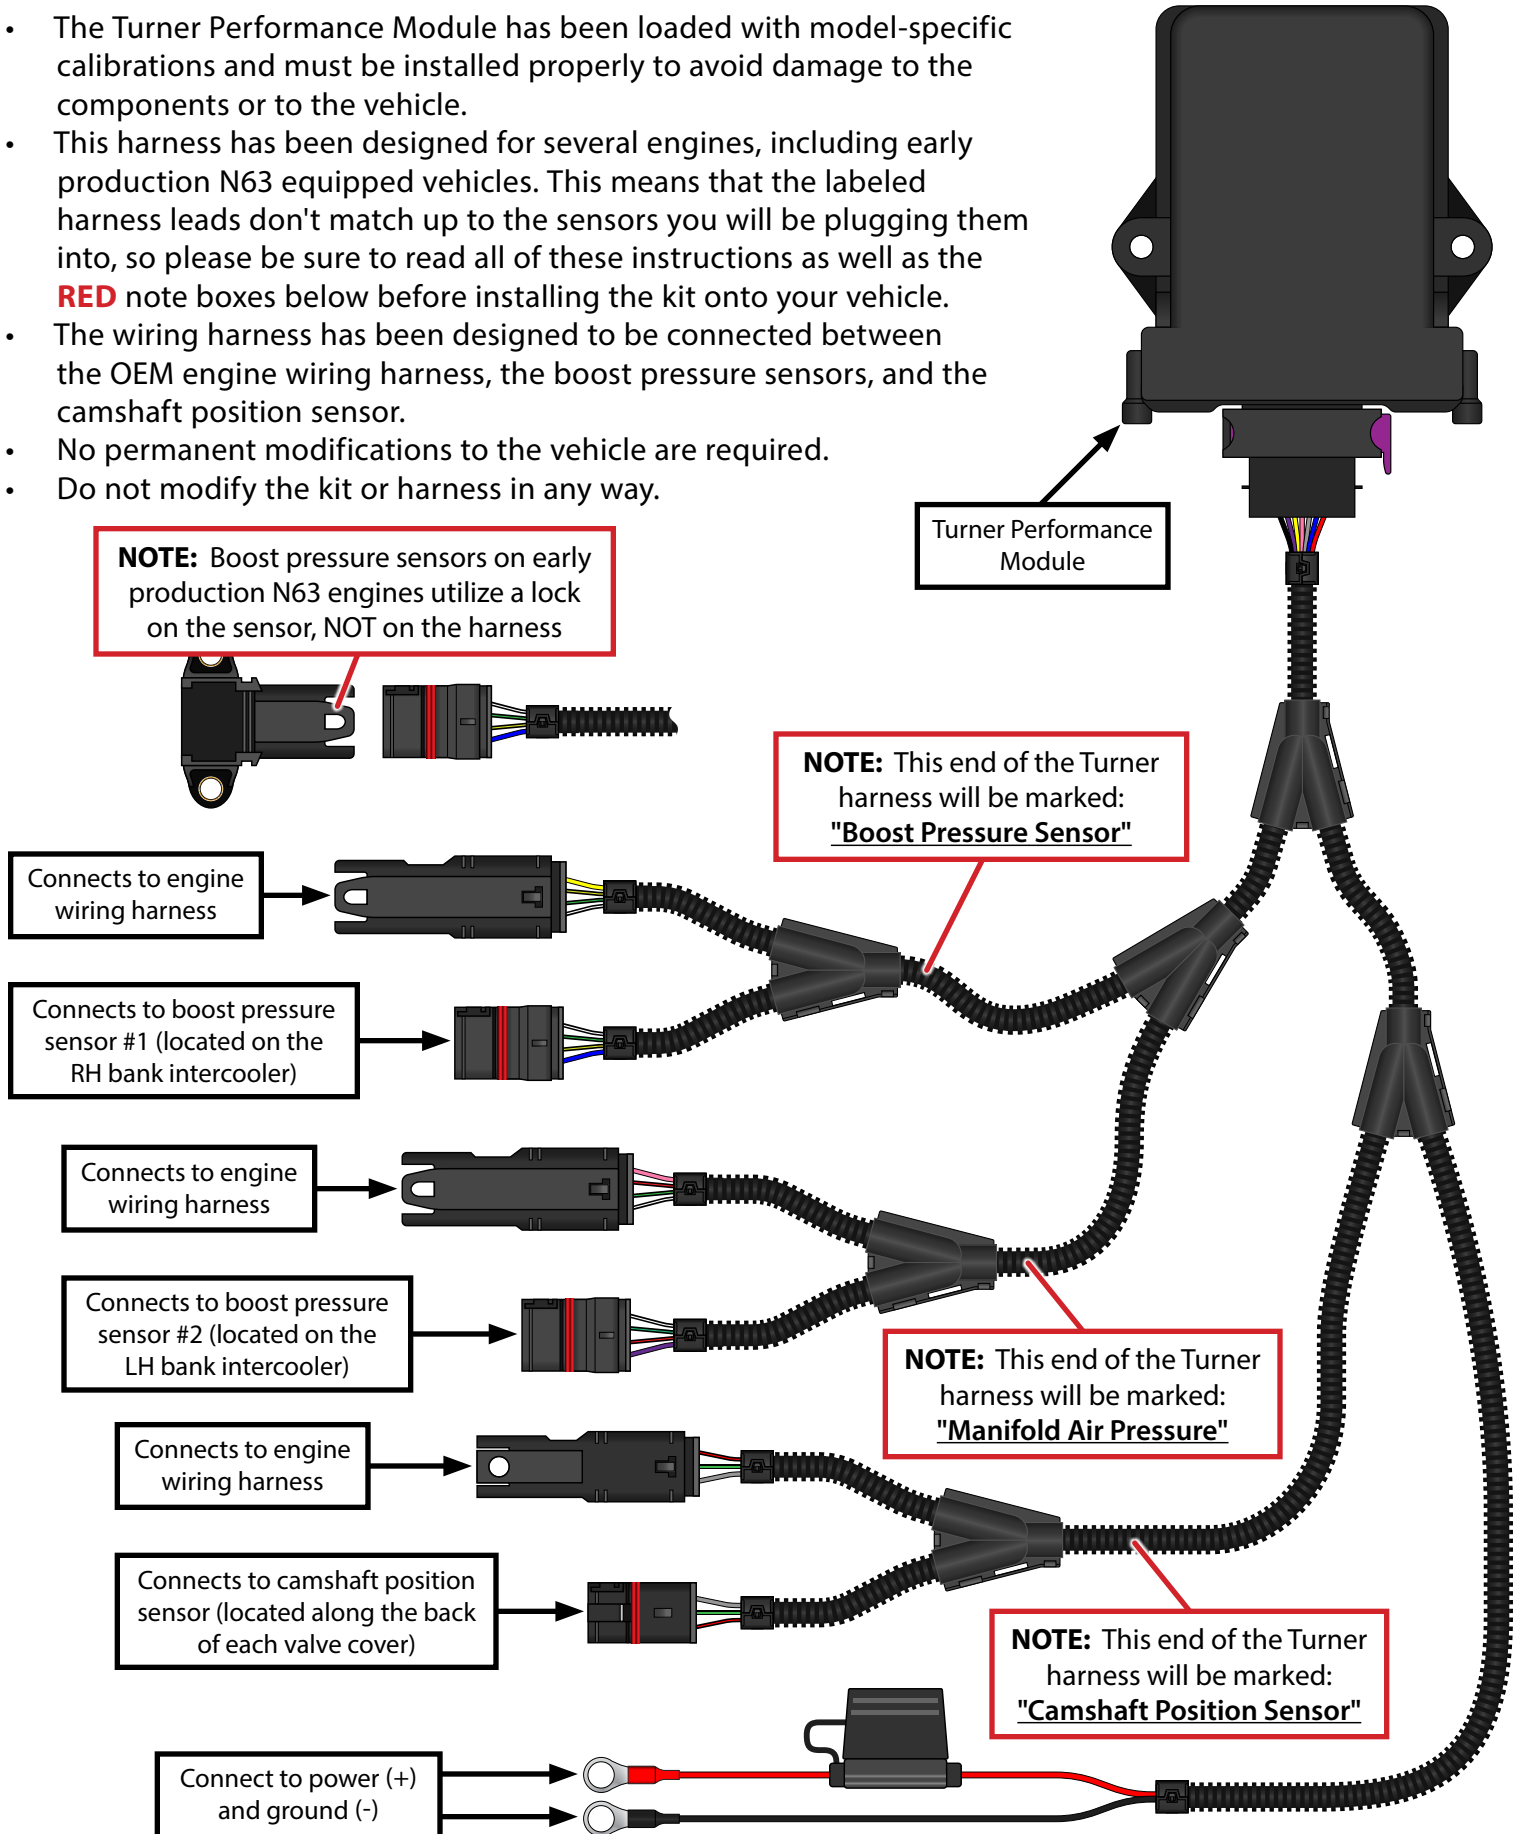 • The Turner Performance Module has been loaded with model-specific
calibrations and must be installed properly to avoid damage to the
components or to the vehicle.
• This harness has been designed for several engines, including early
production N63 equipped vehicles. This means that the labeled
harness leads don't match up to the sensors you will be plugging them
into, so please be sure to read all of these instructions as well as the
RED note boxes below before installing the kit onto your vehicle.
• The wiring harness has been designed to be connected between
the OEM engine wiring harness, the boost pressure sensors, and the
camshaft position sensor.
• No permanent modifications to the vehicle are required.
• Do not modify the kit or harness in any way.
Turner Performance
Module
NOTE: Boost pressure sensors on early
production N63 engines utilize a lock
on the sensor, NOT on the harness
NOTE: This end of the Turner
harness will be marked:
"Boost Pressure Sensor"
Connects to engine
wiring harness
Connects to boost pressure
sensor #1 (located on the
RH bank intercooler)
Connects to engine
wiring harness
Connects to boost pressure
sensor #2 (located on the
LH bank intercooler)
NOTE: This end of the Turner
harness will be marked:
"Manifold Air Pressure"
Connects to engine
wiring harness
Connects to camshaft position
sensor (located along the back
of each valve cover)
NOTE: This end of the Turner
harness will be marked:
"Camshaft Position Sensor"
Connect to power (+)
and ground (-)